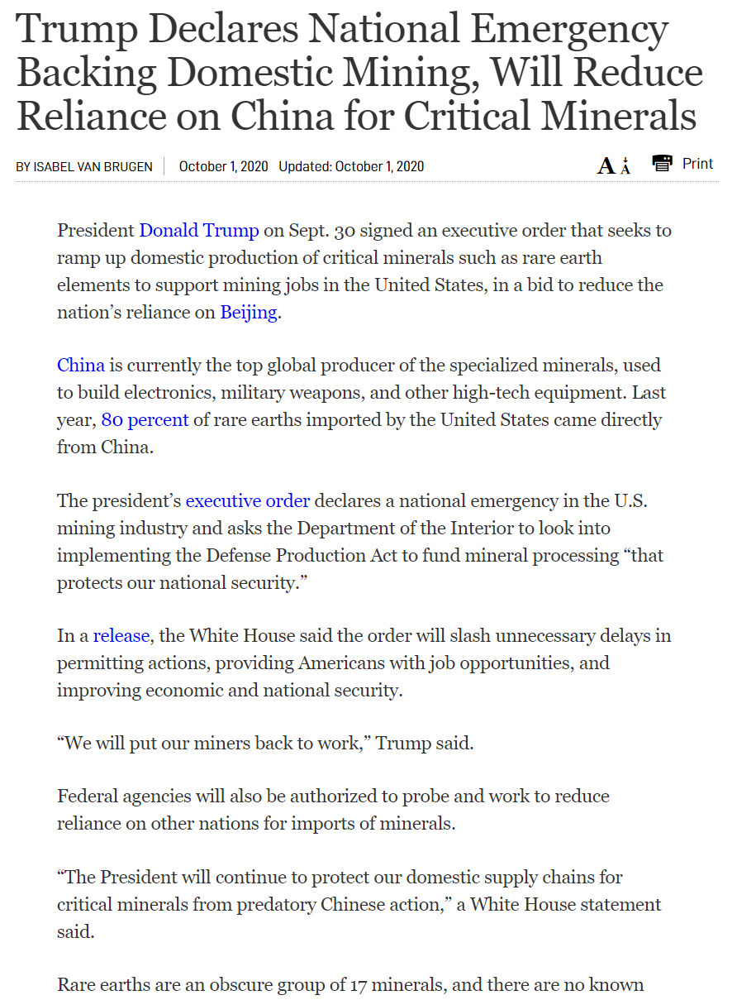 Trump Declares National Emergency
Backing Domestic Mining, Will Reduce
Reliance on China for Critical Minerals
BY ISABEL VAN BRUGEN October 1, 2020 Updated: October 1, 2020 A A Print
President Donald Trump on Sept. 30 signed an executive order that seeks to
ramp up domestic production of critical minerals such as rare earth
elements to support mining jobs in the United States, in a bid to reduce the
nation’s reliance on Beijing.
China is currently the top global producer of the specialized minerals, used
to build electronics, military weapons, and other high-tech equipment. Last
year, 80 percent of rare earths imported by the United States came directly
from China.
The president’s executive order declares a national emergency in the U.S.
mining industry and asks the Department of the Interior to look into
implementing the Defense Production Act to fund mineral processing “that
protects our national security.”
In a release, the White House said the order will slash unnecessary delays in
permitting actions, providing Americans with job opportunities, and
improving economic and national security.
“We will put our miners back to work,” Trump said.
Federal agencies will also be authorized to probe and work to reduce
reliance on other nations for imports of minerals.
“The President will continue to protect our domestic supply chains for
critical minerals from predatory Chinese action,” a White House statement
said.
Rare earths are an obscure group of 17 minerals, and there are no known